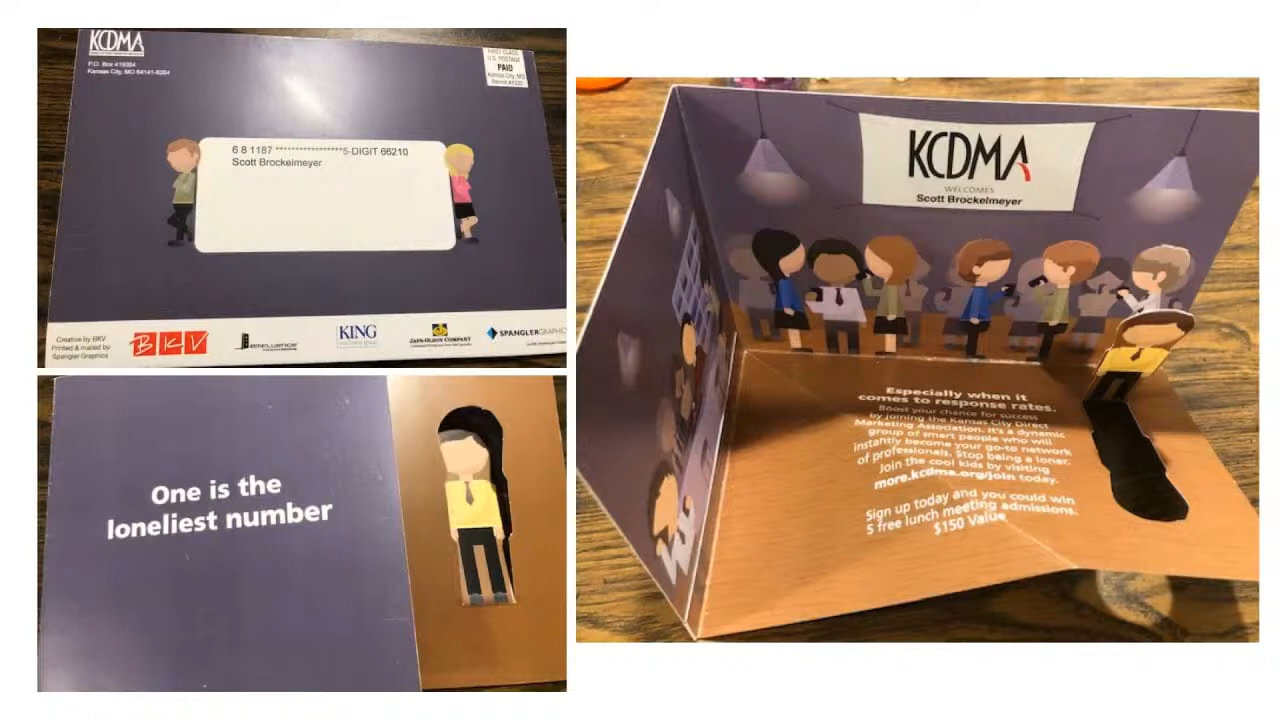 KCDMA
P.O. Box 419264
Kansas City, MO 64141-6264
FIRST CLASS
U.S. POSTAGE
PAID
Kansas City, MO
6 8 1187 ****************5-DIGIT 66210
Scott Brockelmeyer
Creative by BKV
Printed & mailed by
Spangler Graphics
BKV
KING
JAPS-OLSON COMPANY
SPANGLERGRAPHICS
One is the
loneliest number
KCDMA
WELCOMES
Scott Brockelmeyer
Especially when it
comes to response rates.
Boost your chance for success
by joining the Kansas City Direct
Marketing Association. It's a dynamic
group of smart people who will
instantly become your go-to network
of professionals. Stop being a loner.
Join the cool kids by visiting
more.kcdma.org/join today.
Sign up today and you could win
5 free lunch meeting admissions.
$150 Value